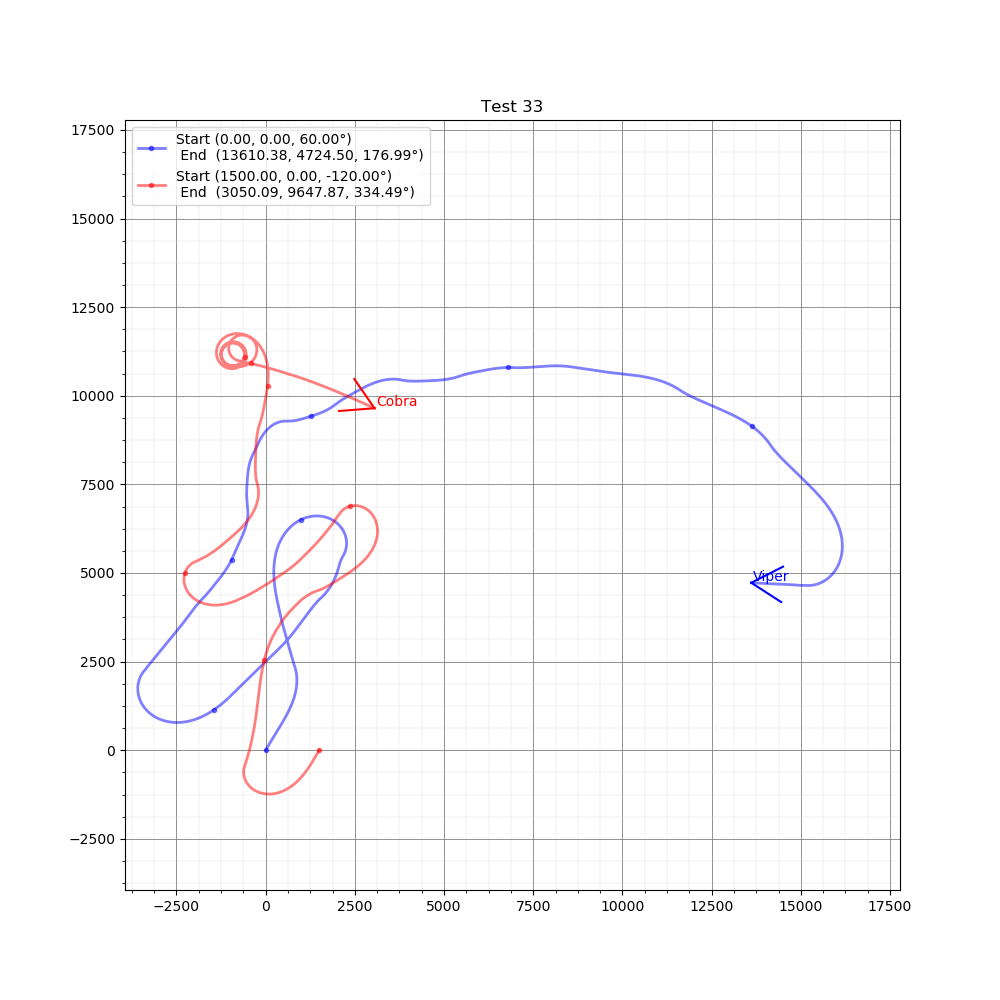 Test 33
Start (0.00, 0.00, 60.00°)
End (13610.38, 4724.50, 176.99°)
Start (1500.00, 0.00, -120.00°)
End (3050.09, 9647.87, 334.49°)
17500
15000
12500
10000
7500
5000
2500
0
−2500
Cobra
Viper
−2500 0 2500 5000 7500 10000 12500 15000 17500